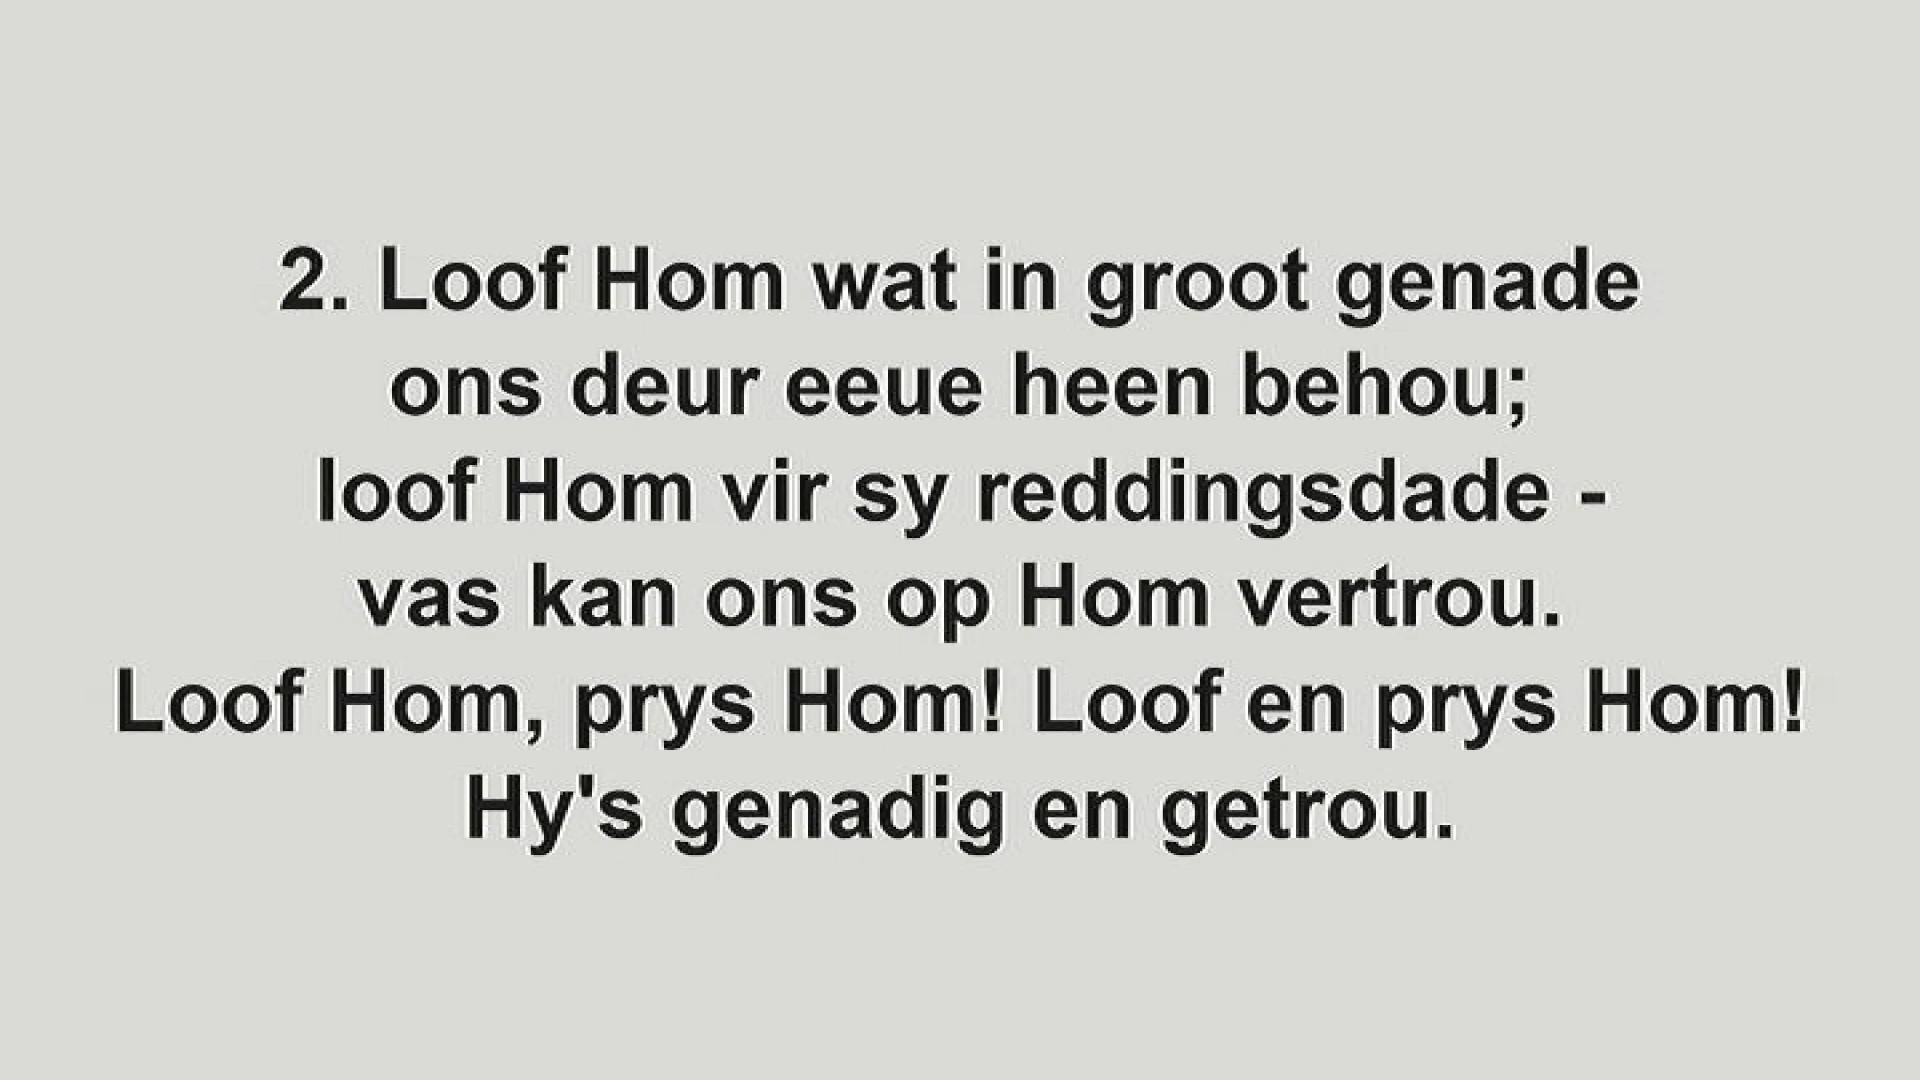 2. Loof Hom wat in groot genade
ons deur eeue heen behou;
loof Hom vir sy reddingsdade -
vas kan ons op Hom vertrou.
Loof Hom, prys Hom! Loof en prys Hom!
Hy's genadig en getrou.